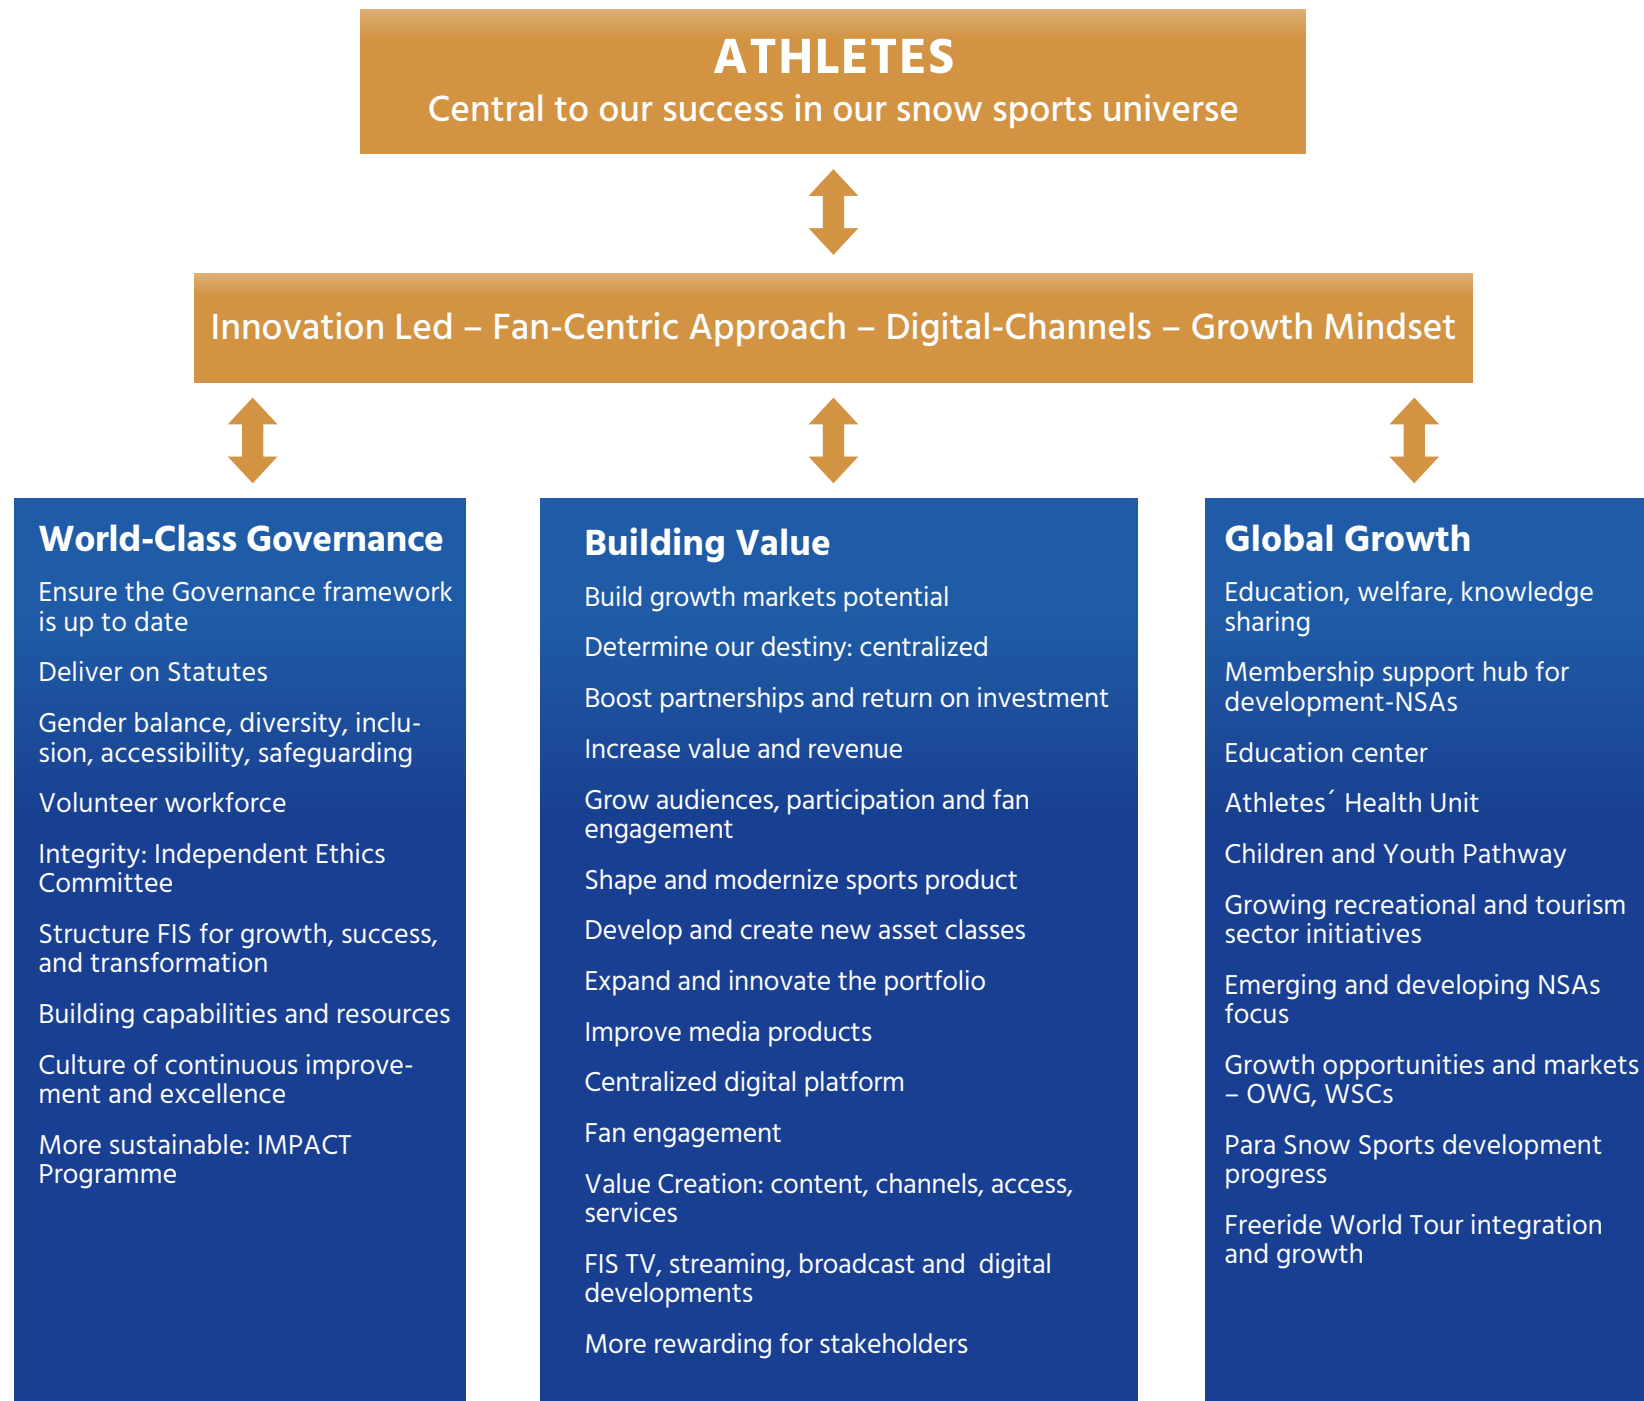 ATHLETES
Central to our success in our snow sports universe
Innovation Led – Fan-Centric Approach – Digital-Channels – Growth Mindset
World-Class Governance
Ensure the Governance framework
is up to date
Deliver on Statutes
Gender balance, diversity, inclu-
sion, accessibility, safeguarding
Volunteer workforce
Integrity: Independent Ethics
Committee
Structure FIS for growth, success,
and transformation
Building capabilities and resources
Culture of continuous improve-
ment and excellence
More sustainable: IMPACT
Programme
Building Value
Build growth markets potential
Determine our destiny: centralized
Boost partnerships and return on investment
Increase value and revenue
Grow audiences, participation and fan
engagement
Shape and modernize sports product
Develop and create new asset classes
Expand and innovate the portfolio
Improve media products
Centralized digital platform
Fan engagement
Value Creation: content, channels, access,
services
FIS TV, streaming, broadcast and  digital
developments
More rewarding for stakeholders
Global Growth
Education, welfare, knowledge
sharing
Membership support hub for
development-NSAs
Education center
Athletes´ Health Unit
Children and Youth Pathway
Growing recreational and tourism
sector initiatives
Emerging and developing NSAs
focus
Growth opportunities and markets
– OWG, WSCs
Para Snow Sports development
progress
Freeride World Tour integration
and growth